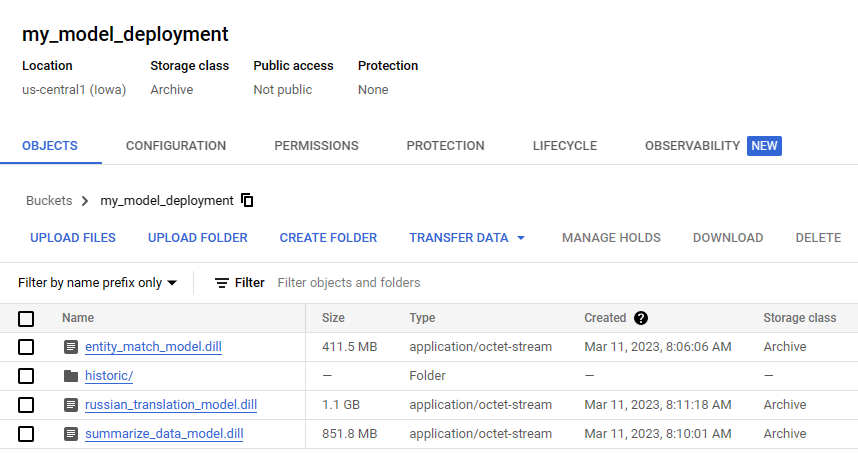 my_model_deployment
Location Storage class Public access Protection
us-central1 (Iowa) Archive Not public None
OBJECTS CONFIGURATION PERMISSIONS PROTECTION LIFECYCLE OBSERVABILITY NEW
Buckets > my_model_deployment
UPLOAD FILES UPLOAD FOLDER CREATE FOLDER TRANSFER DATA MANAGE HOLDS DOWNLOAD DELETE
Filter by name prefix only Filter Filter objects and folders
Name Size Type Created ? Storage class
entity_match_model.dill 411.5 MB application/octet-stream Mar 11, 2023, 8:06:06 AM Archive
historic/ — Folder — —
russian_translation_model.dill 1.1 GB application/octet-stream Mar 11, 2023, 8:11:18 AM Archive
summarize_data_model.dill 851.8 MB application/octet-stream Mar 11, 2023, 8:10:01 AM Archive